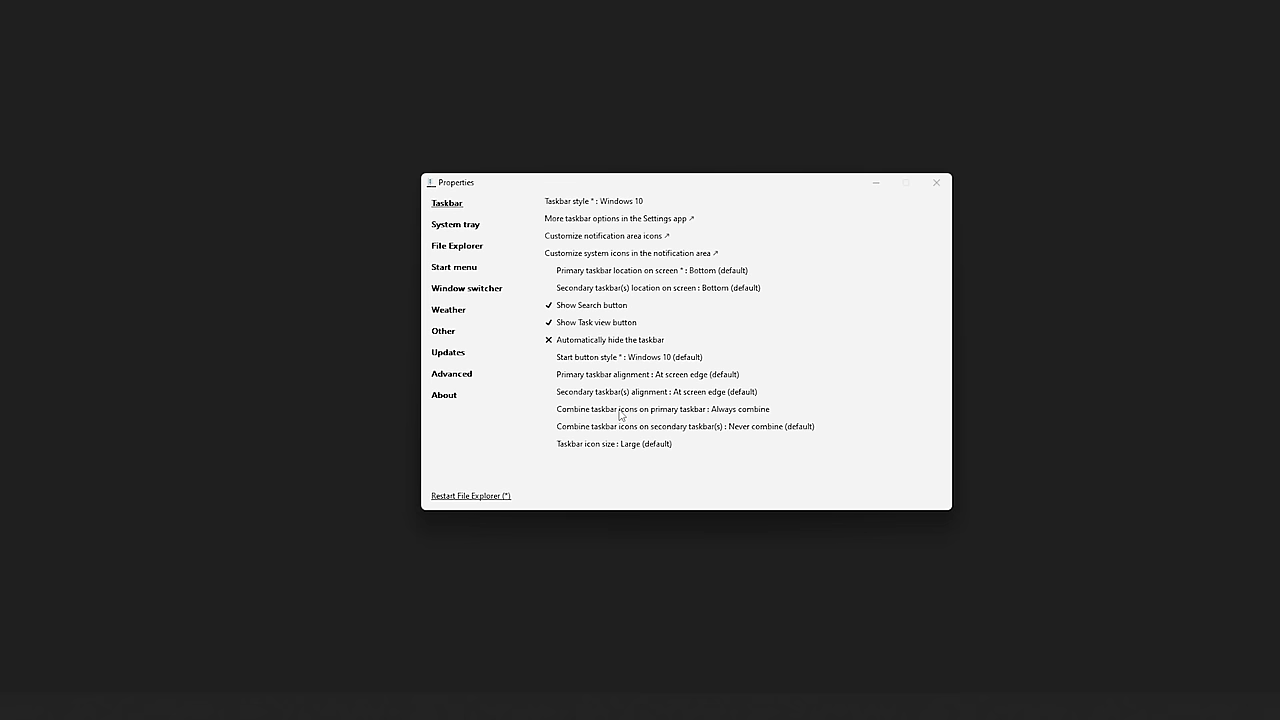 Properties
Taskbar
System tray
File Explorer
Start menu
Window switcher
Weather
Other
Updates
Advanced
About
Restart File Explorer (*)
Taskbar style * : Windows 10
More taskbar options in the Settings app ↗
Customize notification area icons ↗
Customize system icons in the notification area ↗
Primary taskbar location on screen * : Bottom (default)
Secondary taskbar(s) location on screen : Bottom (default)
✔ Show Search button
✔ Show Task view button
✕ Automatically hide the taskbar
Start button style * : Windows 10 (default)
Primary taskbar alignment : At screen edge (default)
Secondary taskbar(s) alignment : At screen edge (default)
Combine taskbar icons on primary taskbar : Always combine
Combine taskbar icons on secondary taskbar(s) : Never combine (default)
Taskbar icon size : Large (default)